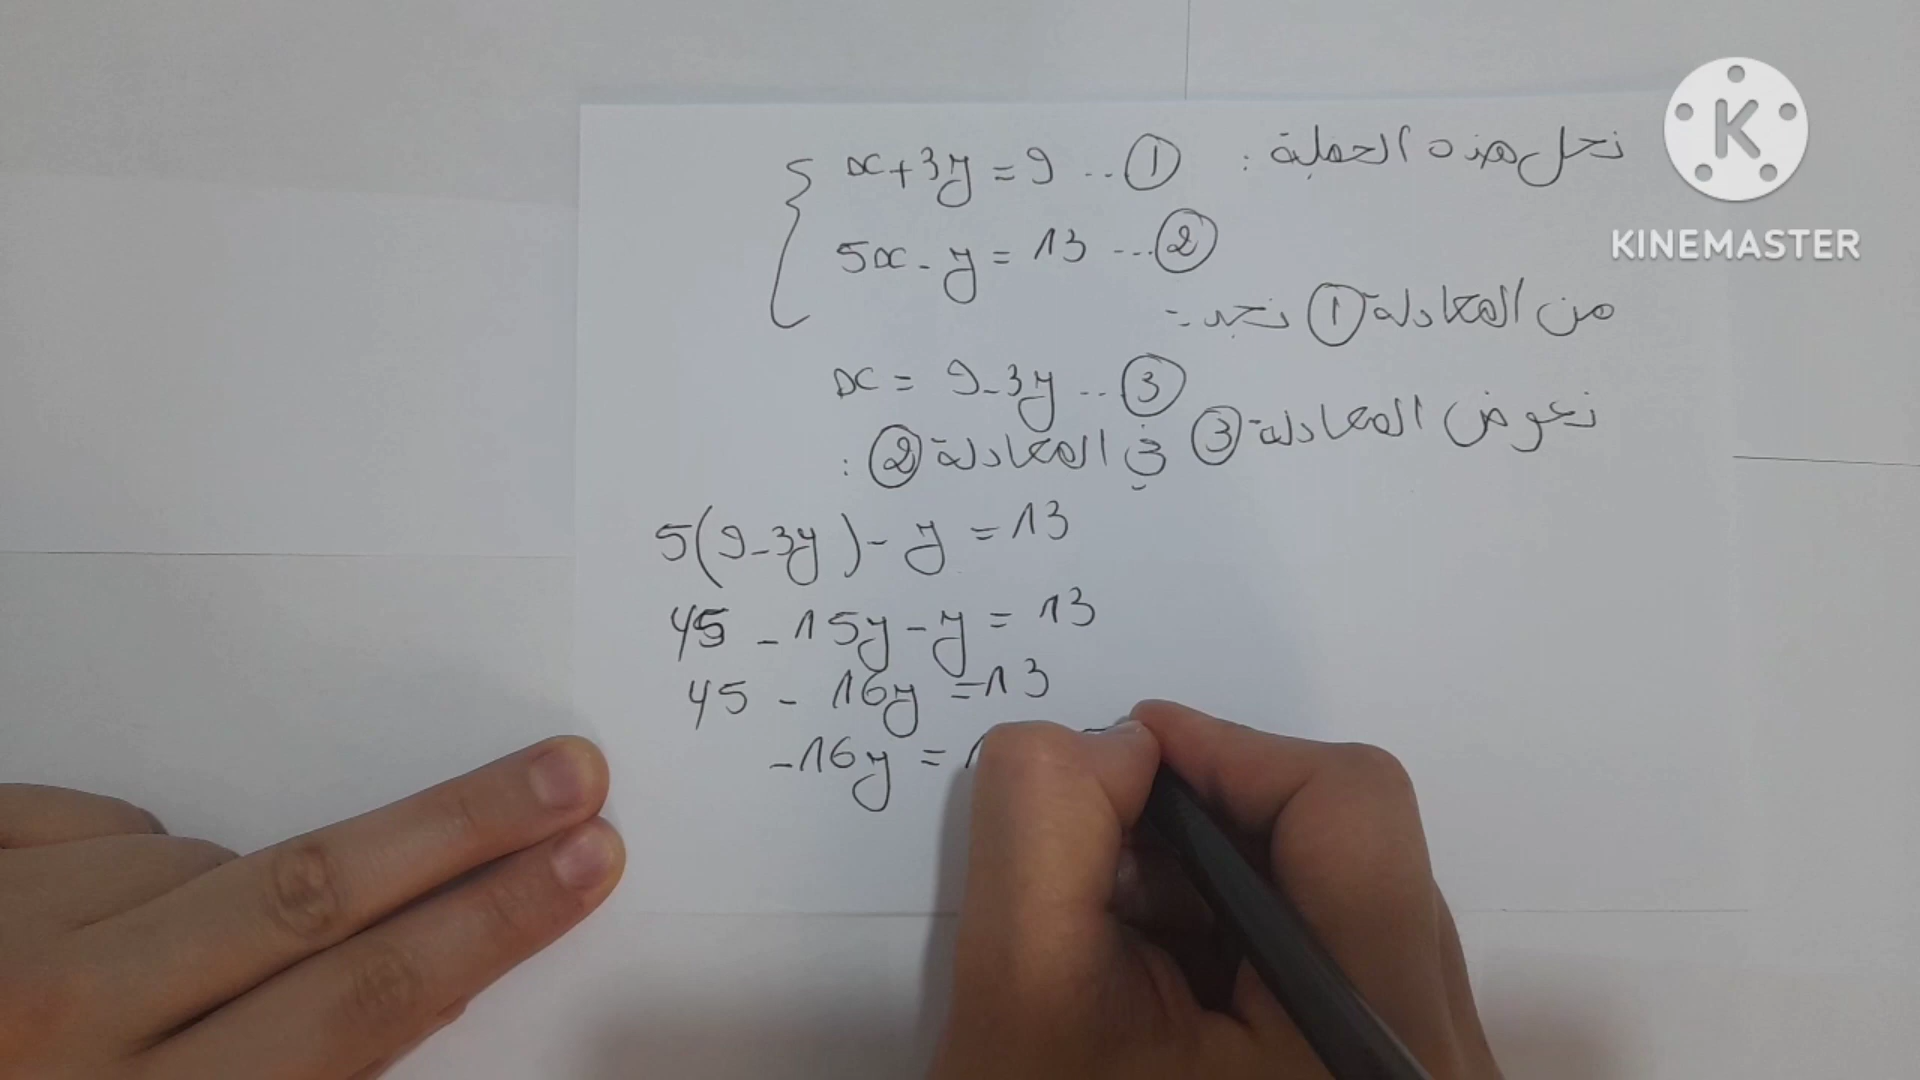 نحل هذه الجملة :
x+3y=9 ... ①
5x-y=13 ... ②
من المعادلة ① نجد :
x = 9-3y ... ③
نعوض المعادلة ③ في المعادلة ② :
5(9-3y)-y=13
45 - 15y-y=13
45 - 16y=13
-16y =
K
KINEMASTER